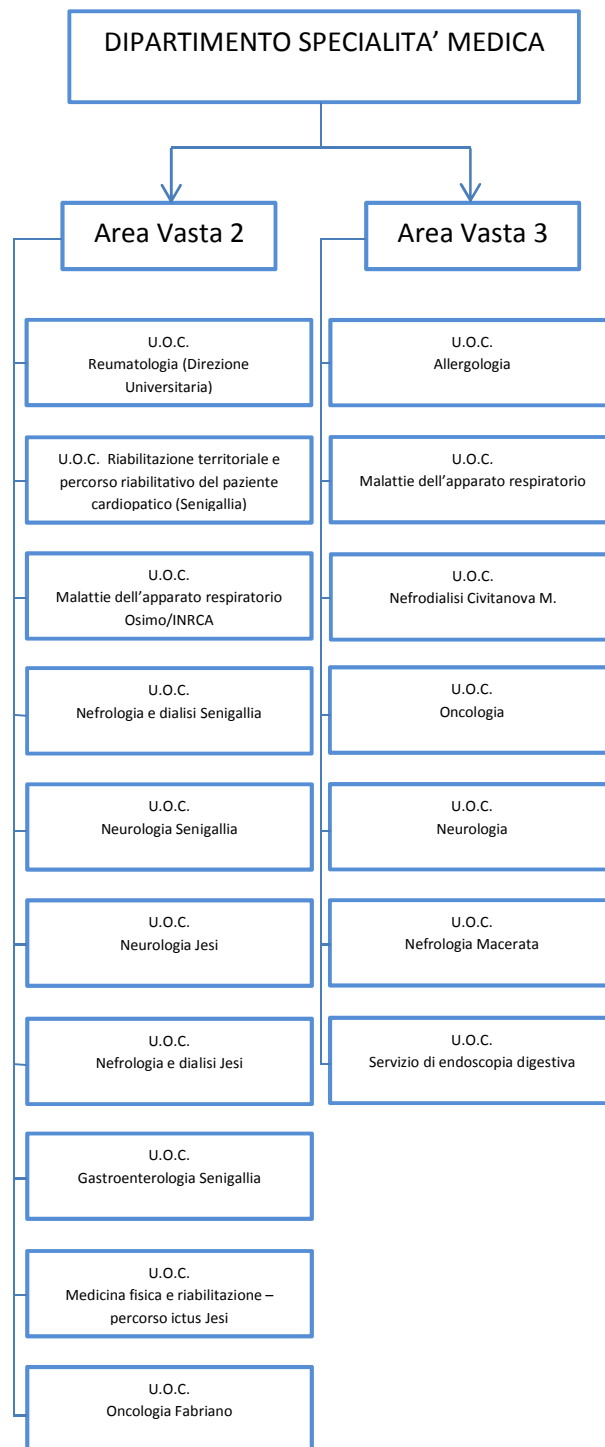 DIPARTIMENTO SPECIALITA’ MEDICA
Area Vasta 2
U.O.C.
Reumatologia (Direzione
Universitaria)
U.O.C. Riabilitazione territoriale e
percorso riabilitativo del paziente
cardiopatico (Senigallia)
U.O.C.
Malattie dell’apparato respiratorio
Osimo/INRCA
U.O.C.
Nefrologia e dialisi Senigallia
U.O.C.
Neurologia Senigallia
U.O.C.
Neurologia Jesi
U.O.C.
Nefrologia e dialisi Jesi
U.O.C.
Gastroenterologia Senigallia
U.O.C.
Medicina fisica e riabilitazione –
percorso ictus Jesi
U.O.C.
Oncologia Fabriano
Area Vasta 3
U.O.C.
Allergologia
U.O.C.
Malattie dell’apparato respiratorio
U.O.C.
Nefrodialisi Civitanova M.
U.O.C.
Oncologia
U.O.C.
Neurologia
U.O.C.
Nefrologia Macerata
U.O.C.
Servizio di endoscopia digestiva